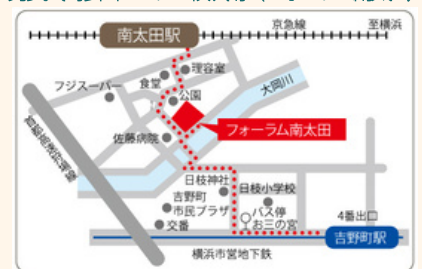 京急線
至横浜
南太田駅
理容室
食堂
フジスーパー
公園
大岡川
フォーラム南太田
佐藤病院
日枝神社
日枝小学校
吉野町
市民プラザ
バス停
お三の宮
4番出口
交番
吉野町駅
横浜市営地下鉄